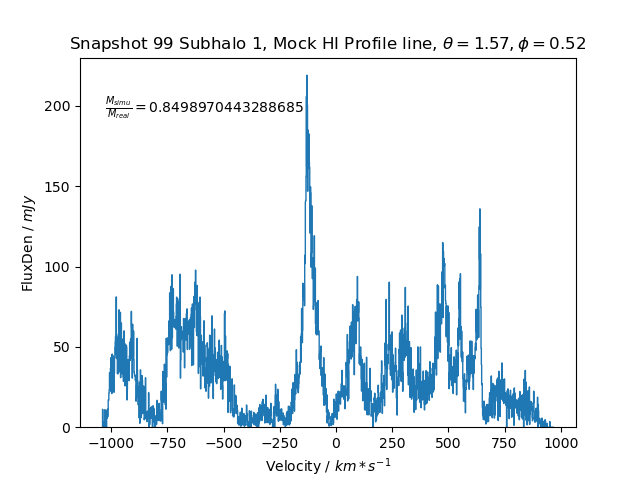 Snapshot 99 Subhalo 1, Mock HI Profile line, θ = 1.57, ϕ = 0.52
M_simu/M_real = 0.8498970443288685
FluxDen / mJy
200
150
100
50
0
−1000 −750 −500 −250 0 250 500 750 1000
Velocity / km * s⁻¹